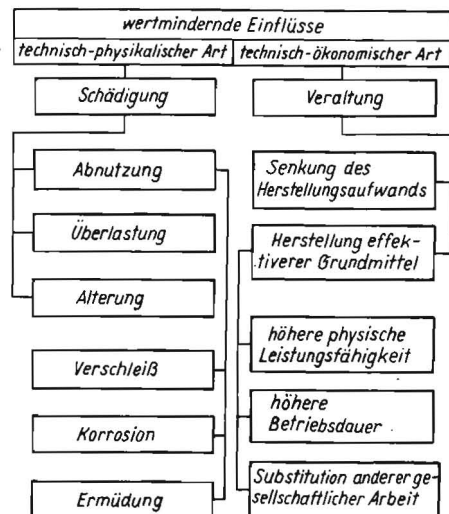 wertmindernde Einflüsse
technisch-physikalischer Art
technisch-ökonomischer Art
Schädigung
Veraltung
Abnutzung
Überlastung
Alterung
Verschleiß
Korrosion
Ermüdung
Senkung des
Herstellungsaufwands
Herstellung effek-
tiverer Grundmittel
höhere physische
Leistungsfähigkeit
höhere
Betriebsdauer
Substitution anderer ge-
sellschaftlicher Arbeit